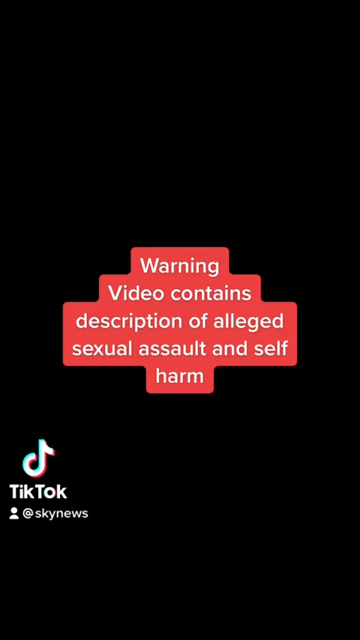 Warning
Video contains
description of alleged
sexual assault and self
harm
TikTok
@skynews